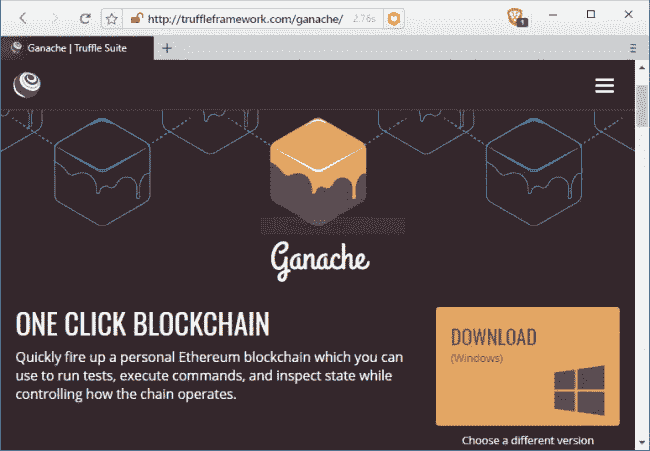 http://truffleframework.com/ganache/ 2.76s 1
Ganache | Truffle Suite
Ganache
ONE CLICK BLOCKCHAIN
Quickly fire up a personal Ethereum blockchain which you can
use to run tests, execute commands, and inspect state while
controlling how the chain operates.
DOWNLOAD
(Windows)
Choose a different version